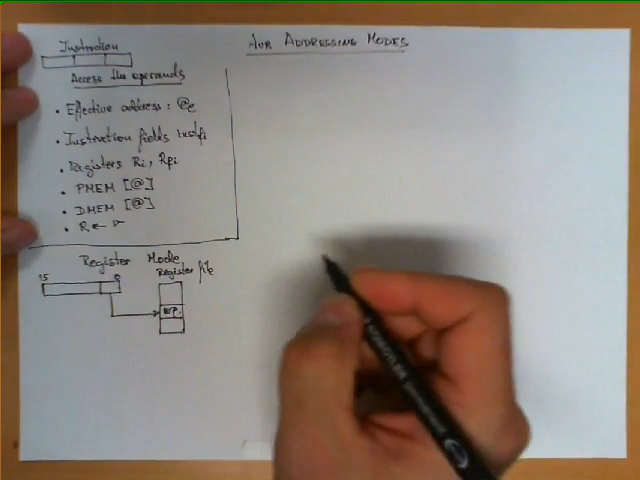 AVR ADDRESSING MODES
Instruction
Access the operands
• Effective address: @e
• Instruction fields instfi
• Registers Ri, Rpi
• PMEM [@]
• DMEM [@]
• R ← v
Register Mode
Register file
15 0
OP.